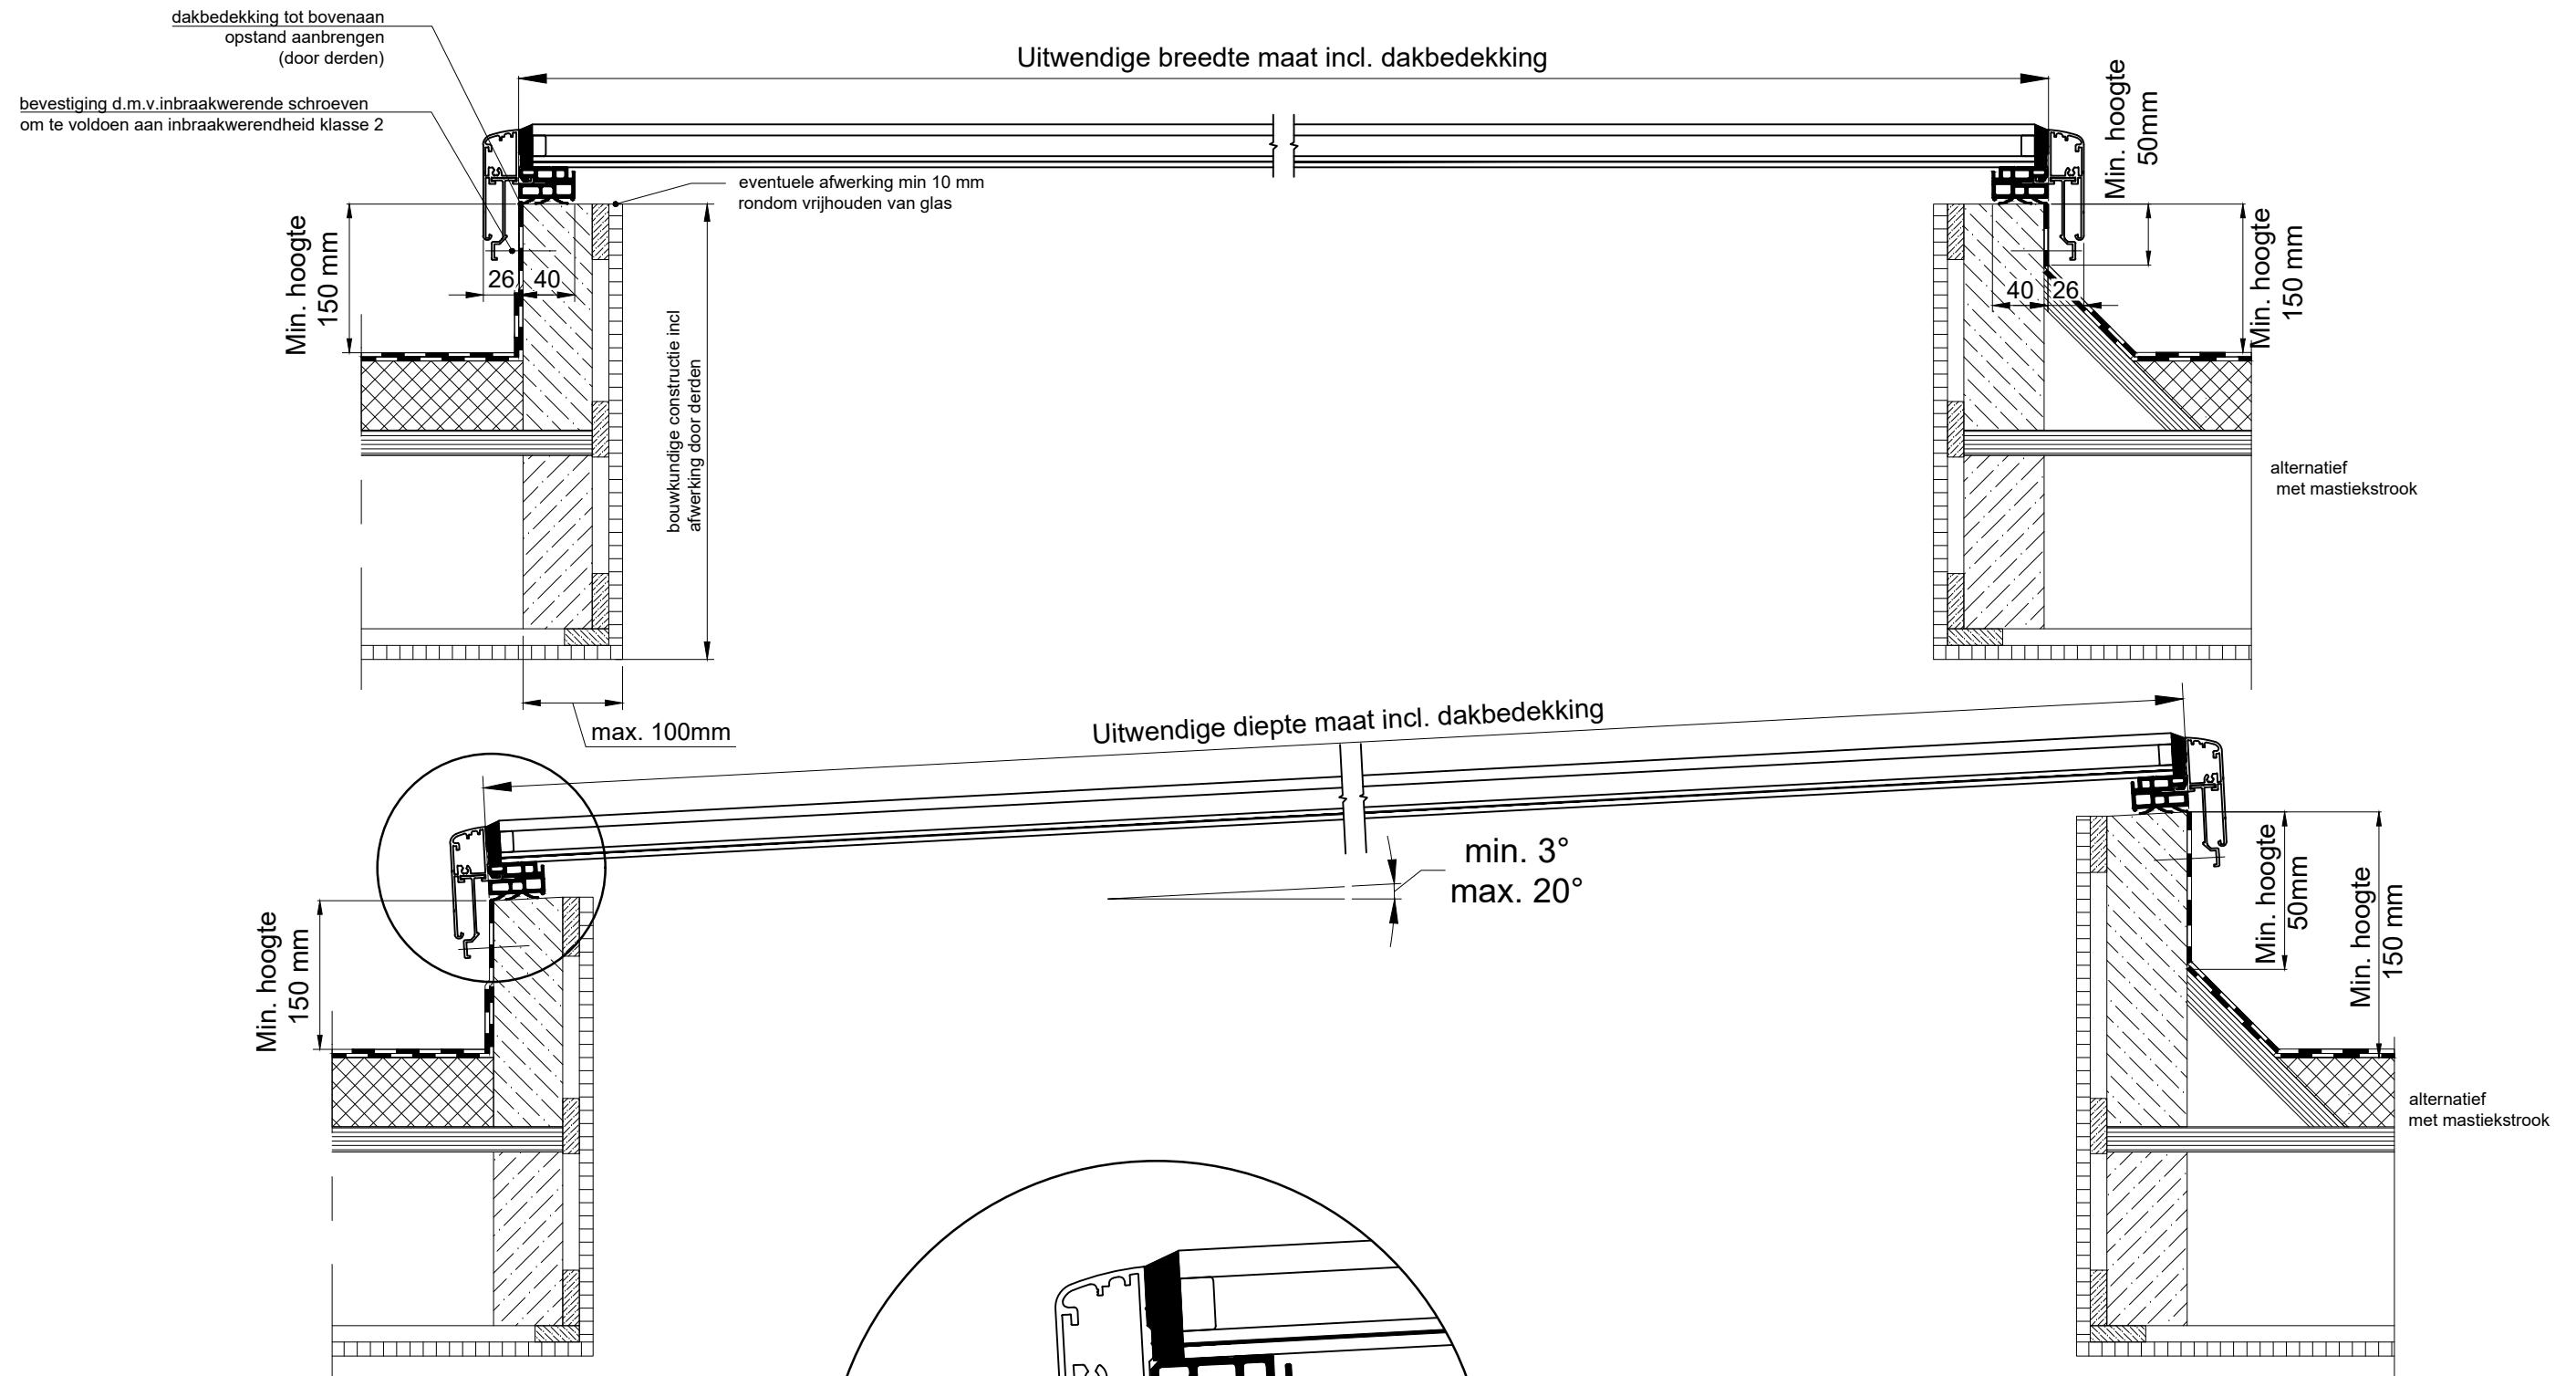 dakbedekking tot bovenaan
opstand aanbrengen
(door derden)
bevestiging d.m.v.inbraakwerende schroeven
om te voldoen aan inbraakwerendheid klasse 2
Uitwendige breedte maat incl. dakbedekking
Min. hoogte
50mm
eventuele afwerking min 10 mm
rondom vrijhouden van glas
Min. hoogte
150 mm
26
40
bouwkundige constructie incl
afwerking door derden
40
26
Min. hoogte
150 mm
alternatief
met mastiekstrook
max. 100mm
Uitwendige diepte maat incl. dakbedekking
min. 3°
max. 20°
Min. hoogte
150 mm
Min. hoogte
50mm
Min. hoogte
150 mm
alternatief
met mastiekstrook